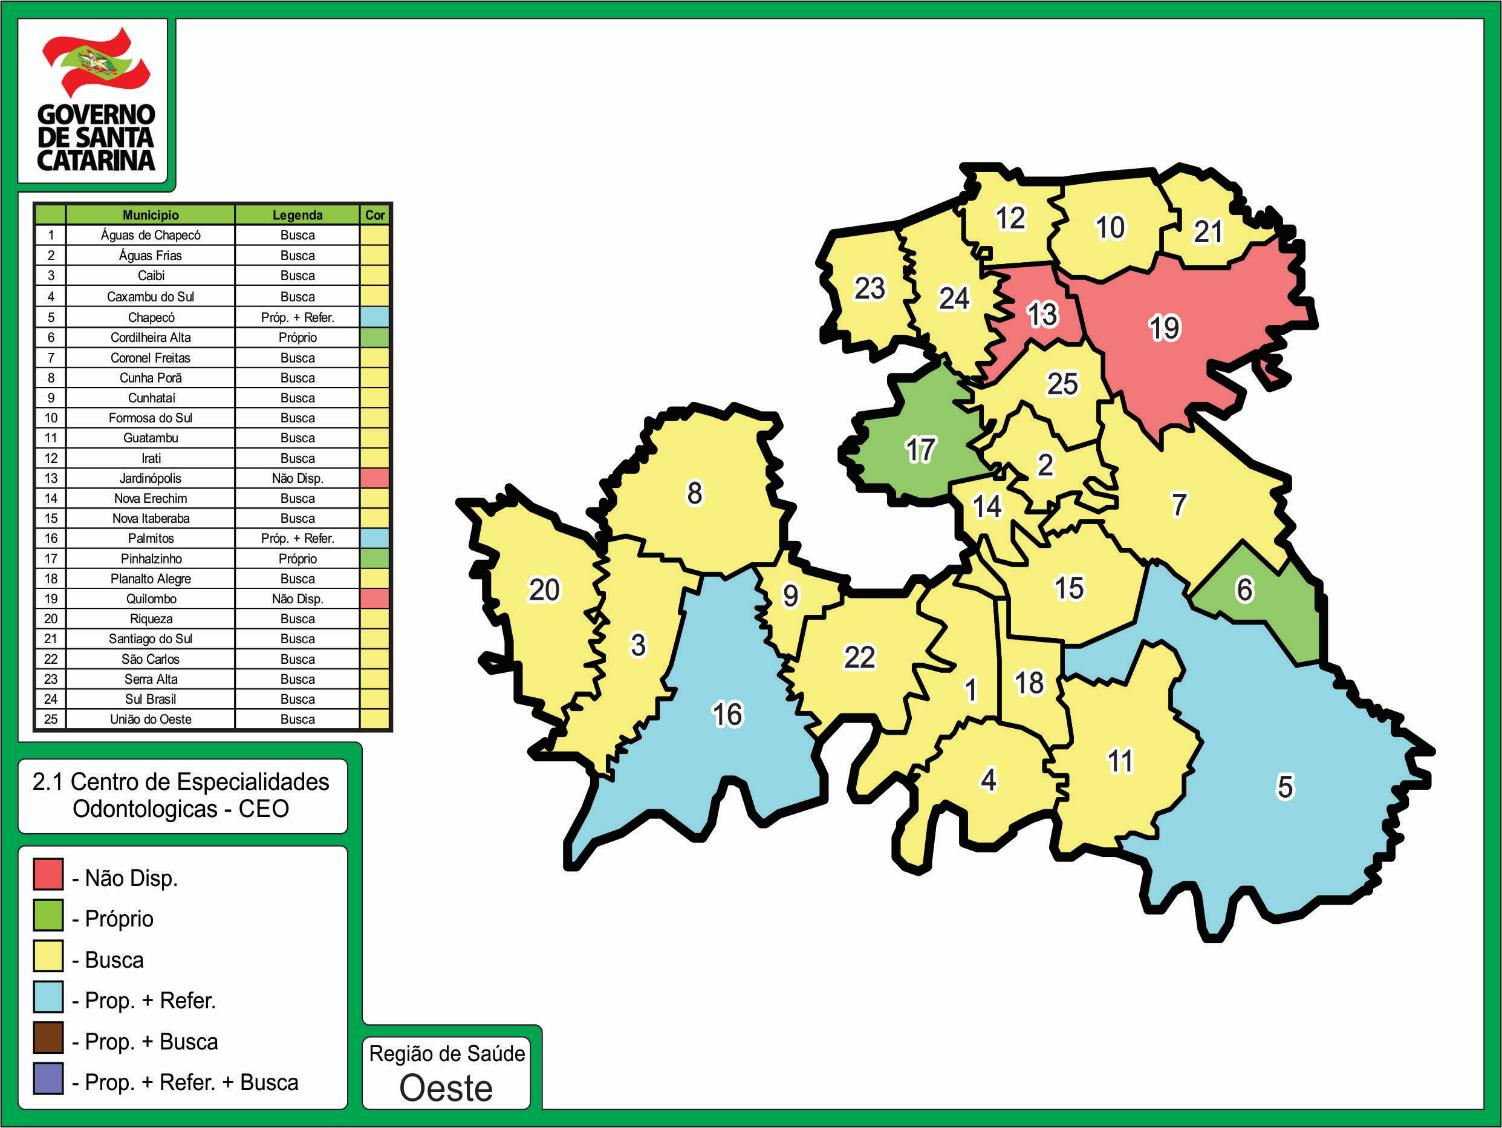 GOVERNO
DE SANTA
CATARINA
Município Legenda Cor
1 Águas de Chapecó Busca
2 Águas Frias Busca
3 Caibi Busca
4 Caxambu do Sul Busca
5 Chapecó Próp. + Refer.
6 Cordilheira Alta Próprio
7 Coronel Freitas Busca
8 Cunha Porã Busca
9 Cunhataí Busca
10 Formosa do Sul Busca
11 Guatambu Busca
12 Irati Busca
13 Jardinópolis Não Disp.
14 Nova Erechim Busca
15 Nova Itaberaba Busca
16 Palmitos Próp. + Refer.
17 Pinhalzinho Próprio
18 Planalto Alegre Busca
19 Quilombo Não Disp.
20 Riqueza Busca
21 Santiago do Sul Busca
22 São Carlos Busca
23 Serra Alta Busca
24 Sul Brasil Busca
25 União do Oeste Busca
12
10
21
23
24
13
19
25
17
2
8
14
7
20
9
15
6
3
22
1
18
16
11
4
5
2.1 Centro de Especialidades
Odontologicas - CEO
- Não Disp.
- Próprio
- Busca
- Prop. + Refer.
- Prop. + Busca
- Prop. + Refer. + Busca
Região de Saúde
Oeste